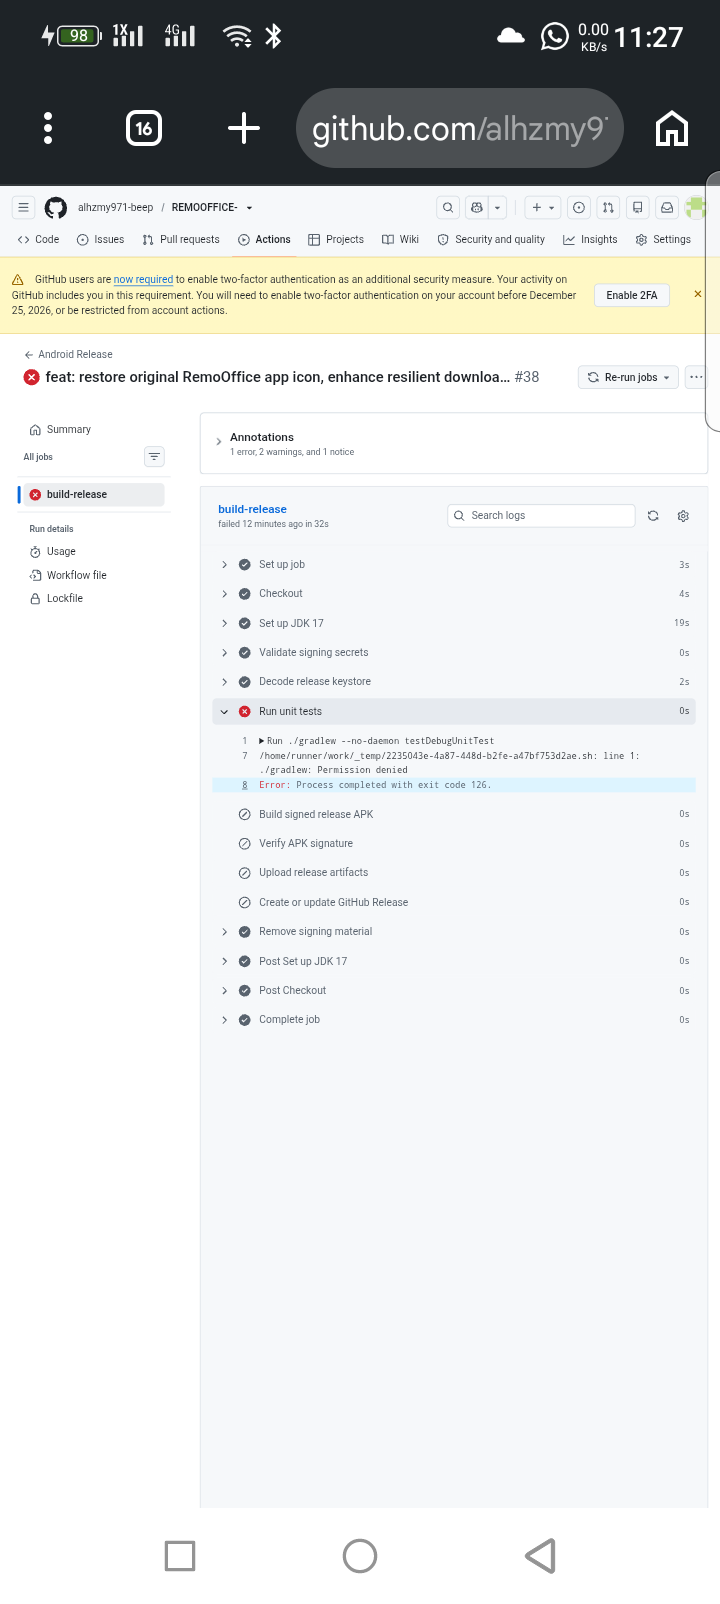 98 1X 4G 0.00 KB/s 11:27
16 github.com/alhzmy9
alhzmy971-beep / REMOOFFICE-
Code Issues Pull requests Actions Projects Wiki Security and quality Insights Settings
GitHub users are now required to enable two-factor authentication as an additional security measure. Your activity on
GitHub includes you in this requirement. You will need to enable two-factor authentication on your account before December
25, 2026, or be restricted from account actions.
Enable 2FA
Android Release
feat: restore original RemoOffice app icon, enhance resilient downloa... #38
Re-run jobs
Summary
All jobs
build-release
Run details
Usage
Workflow file
Lockfile
Annotations
1 error, 2 warnings, and 1 notice
build-release
failed 12 minutes ago in 32s
Search logs
Set up job 3s
Checkout 4s
Set up JDK 17 19s
Validate signing secrets 0s
Decode release keystore 2s
Run unit tests 0s
1 Run ./gradlew --no-daemon testDebugUnitTest
7 /home/runner/work/_temp/2235043e-4a87-448d-b2fe-a47bf753d2ae.sh: line 1:
./gradlew: Permission denied
8 Error: Process completed with exit code 126.
Build signed release APK 0s
Verify APK signature 0s
Upload release artifacts 0s
Create or update GitHub Release 0s
Remove signing material 0s
Post Set up JDK 17 0s
Post Checkout 0s
Complete job 0s